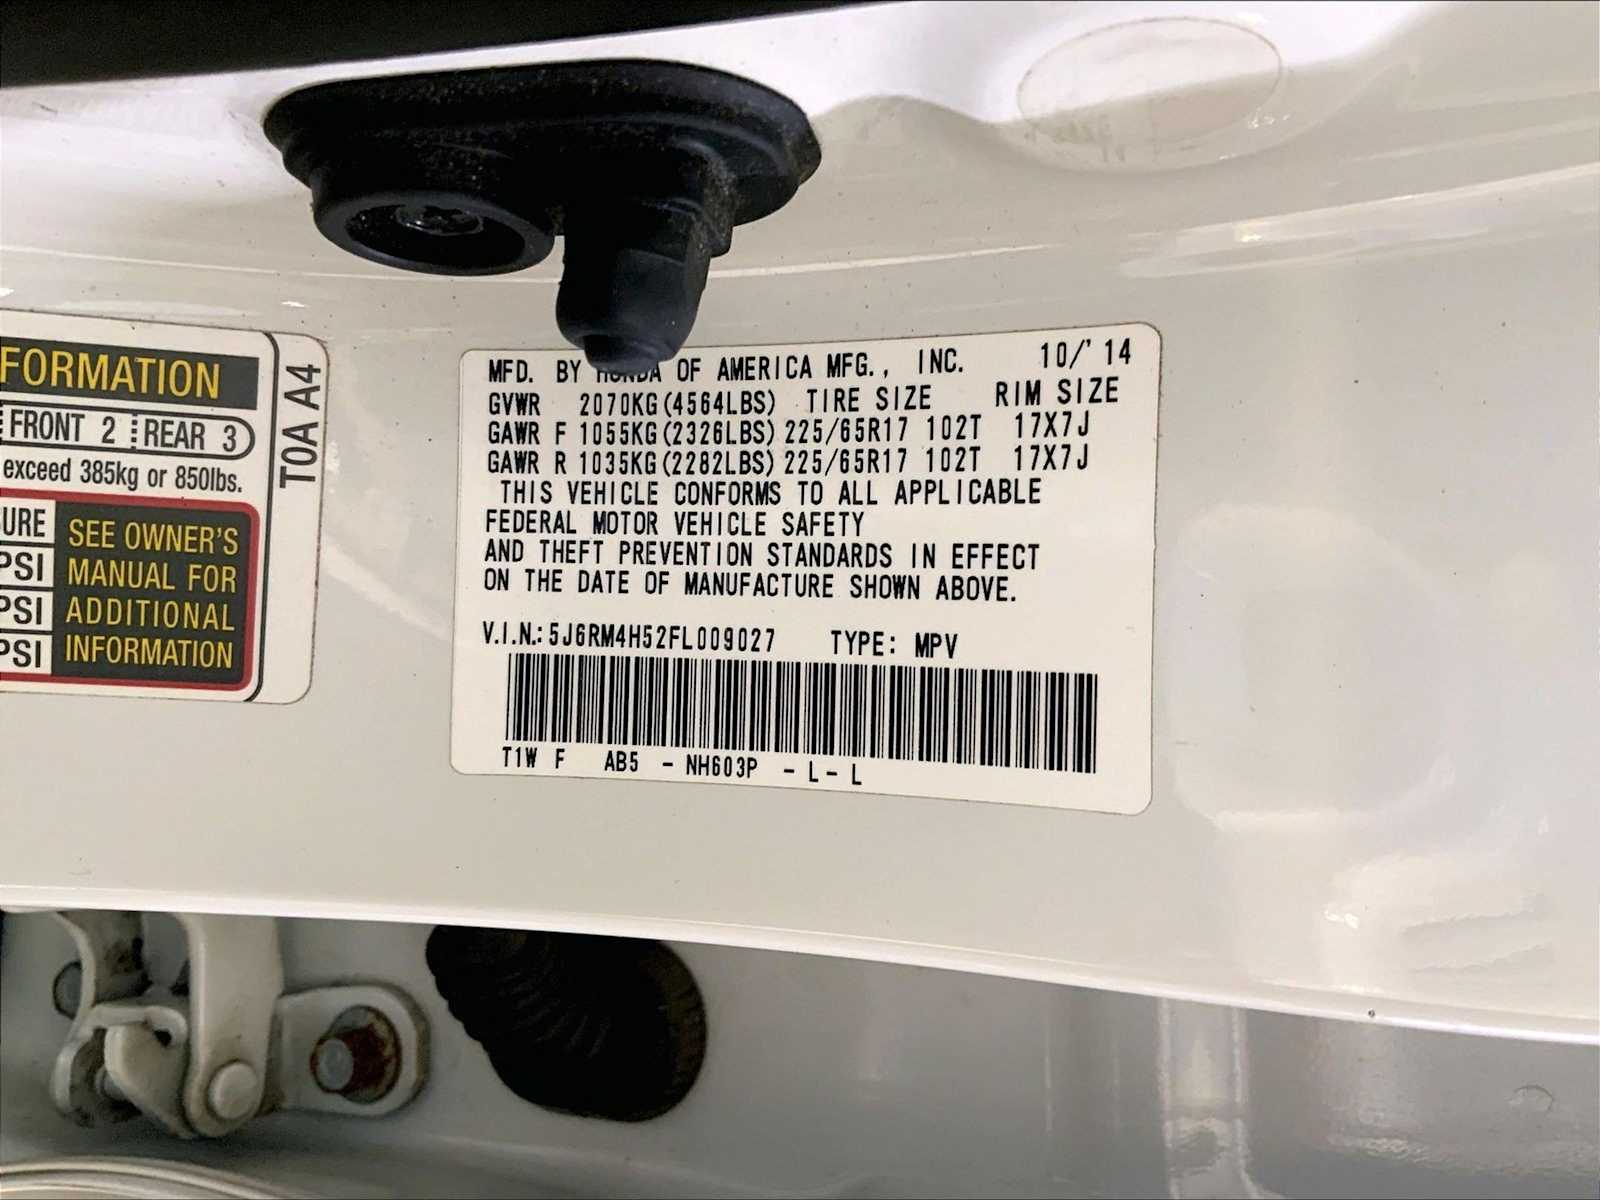 FORMATION
FRONT 2 REAR 3
exceed 385kg or 850lbs.
URE
PSI
PSI
PSI
SEE OWNER'S
MANUAL FOR
ADDITIONAL
INFORMATION
T0A A4
MFD. BY HONDA OF AMERICA MFG., INC. 10/'14
GVWR 2070KG(4564LBS) TIRE SIZE RIM SIZE
GAWR F 1055KG(2326LBS) 225/65R17 102T 17X7J
GAWR R 1035KG(2282LBS) 225/65R17 102T 17X7J
THIS VEHICLE CONFORMS TO ALL APPLICABLE
FEDERAL MOTOR VEHICLE SAFETY
AND THEFT PREVENTION STANDARDS IN EFFECT
ON THE DATE OF MANUFACTURE SHOWN ABOVE.
V.I.N.: 5J6RM4H52FL009027 TYPE: MPV
T1W F AB5 - NH603P - L - L